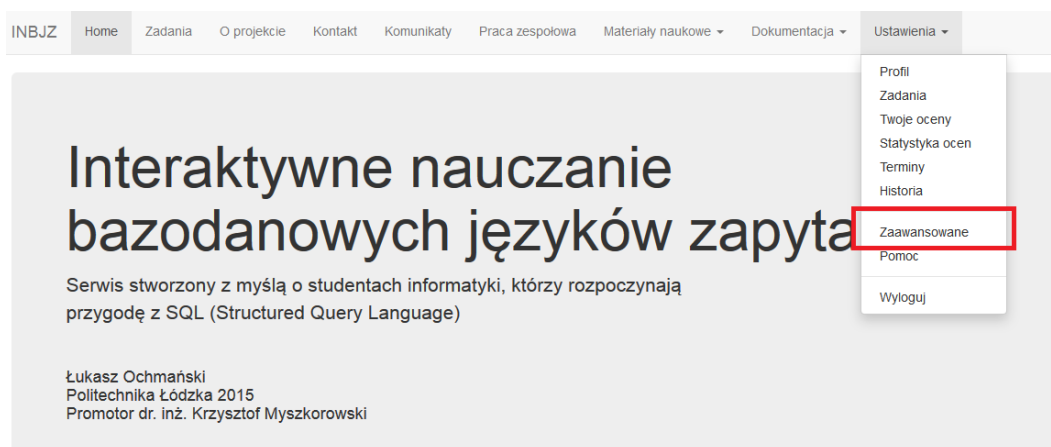 INBJZ Home Zadania O projekcie Kontakt Komunikaty Praca zespołowa Materiały naukowe Dokumentacja Ustawienia
Profil
Zadania
Twoje oceny
Statystyka ocen
Terminy
Historia
Zaawansowane
Pomoc
Wyloguj
Interaktywne nauczanie
bazodanowych języków zapyta
Serwis stworzony z myślą o studentach informatyki, którzy rozpoczynają
przygodę z SQL (Structured Query Language)
Łukasz Ochmański
Politechnika Łódzka 2015
Promotor dr. inż. Krzysztof Myszkorowski